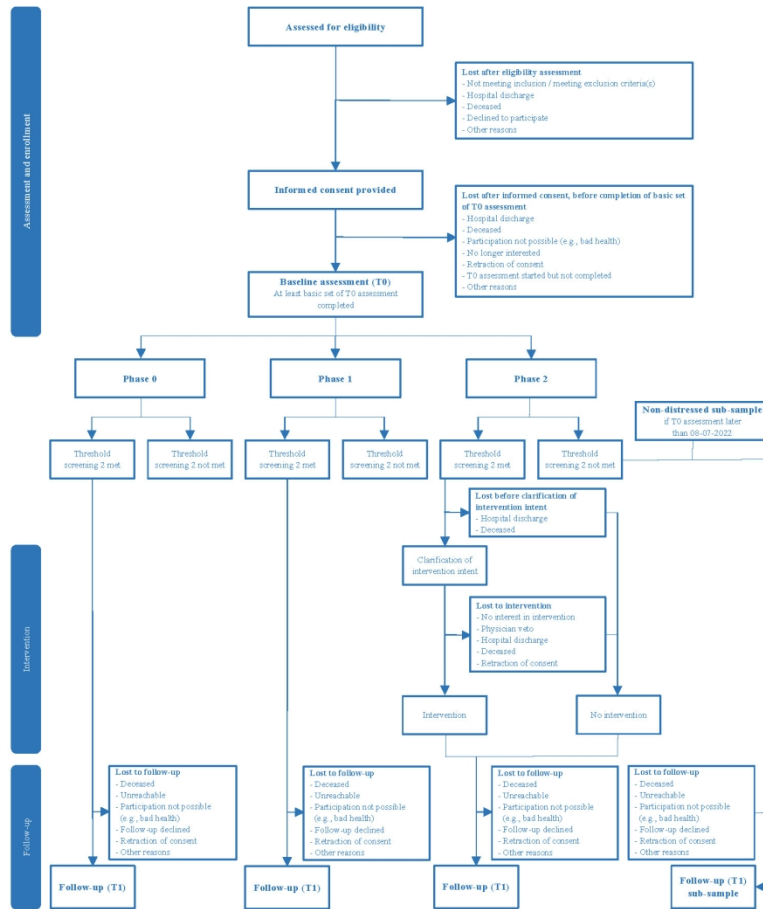 Assessment and enrollment
Assessed for eligibility
Lost after eligibility assessment
- Not meeting inclusion / meeting exclusion criteria(s)
- Hospital discharge
- Deceased
- Declined to participate
- Other reasons
Informed consent provided
Lost after informed consent, before completion of basic set
of T0 assessment
- Hospital discharge
- Deceased
- Participation not possible (e.g., bad health)
- No longer interested
- Retraction of consent
- T0 assessment started but not completed
- Other reasons
Baseline assessment (T0)
At least basic set of T0 assessment
completed
Phase 0
Phase 1
Phase 2
Non-distressed sub-sample
if T0 assessment later
than 08-07-2022
Threshold
screening 2 met
Threshold
screening 2 not met
Threshold
screening 2 met
Threshold
screening 2 not met
Threshold
screening 2 met
Threshold
screening 2 not met
Intervention
Lost before clarification of
intervention intent
- Hospital discharge
- Deceased
Clarification of
intervention intent
Lost to intervention
- No interest in intervention
- Physician veto
- Hospital discharge
- Deceased
- Retraction of consent
Intervention
No intervention
Follow-up
Lost to follow-up
- Deceased
- Unreachable
- Participation not possible
(e.g., bad health)
- Follow-up declined
- Retraction of consent
- Other reasons
Lost to follow-up
- Deceased
- Unreachable
- Participation not possible
(e.g., bad health)
- Follow-up declined
- Retraction of consent
- Other reasons
Lost to follow-up
- Deceased
- Unreachable
- Participation not possible
(e.g., bad health)
- Follow-up declined
- Retraction of consent
- Other reasons
Lost to follow-up
- Deceased
- Unreachable
- Participation not possible
(e.g., bad health)
- Follow-up declined
- Retraction of consent
- Other reasons
Follow-up (T1)
Follow-up (T1)
Follow-up (T1)
Follow-up (T1)
sub-sample